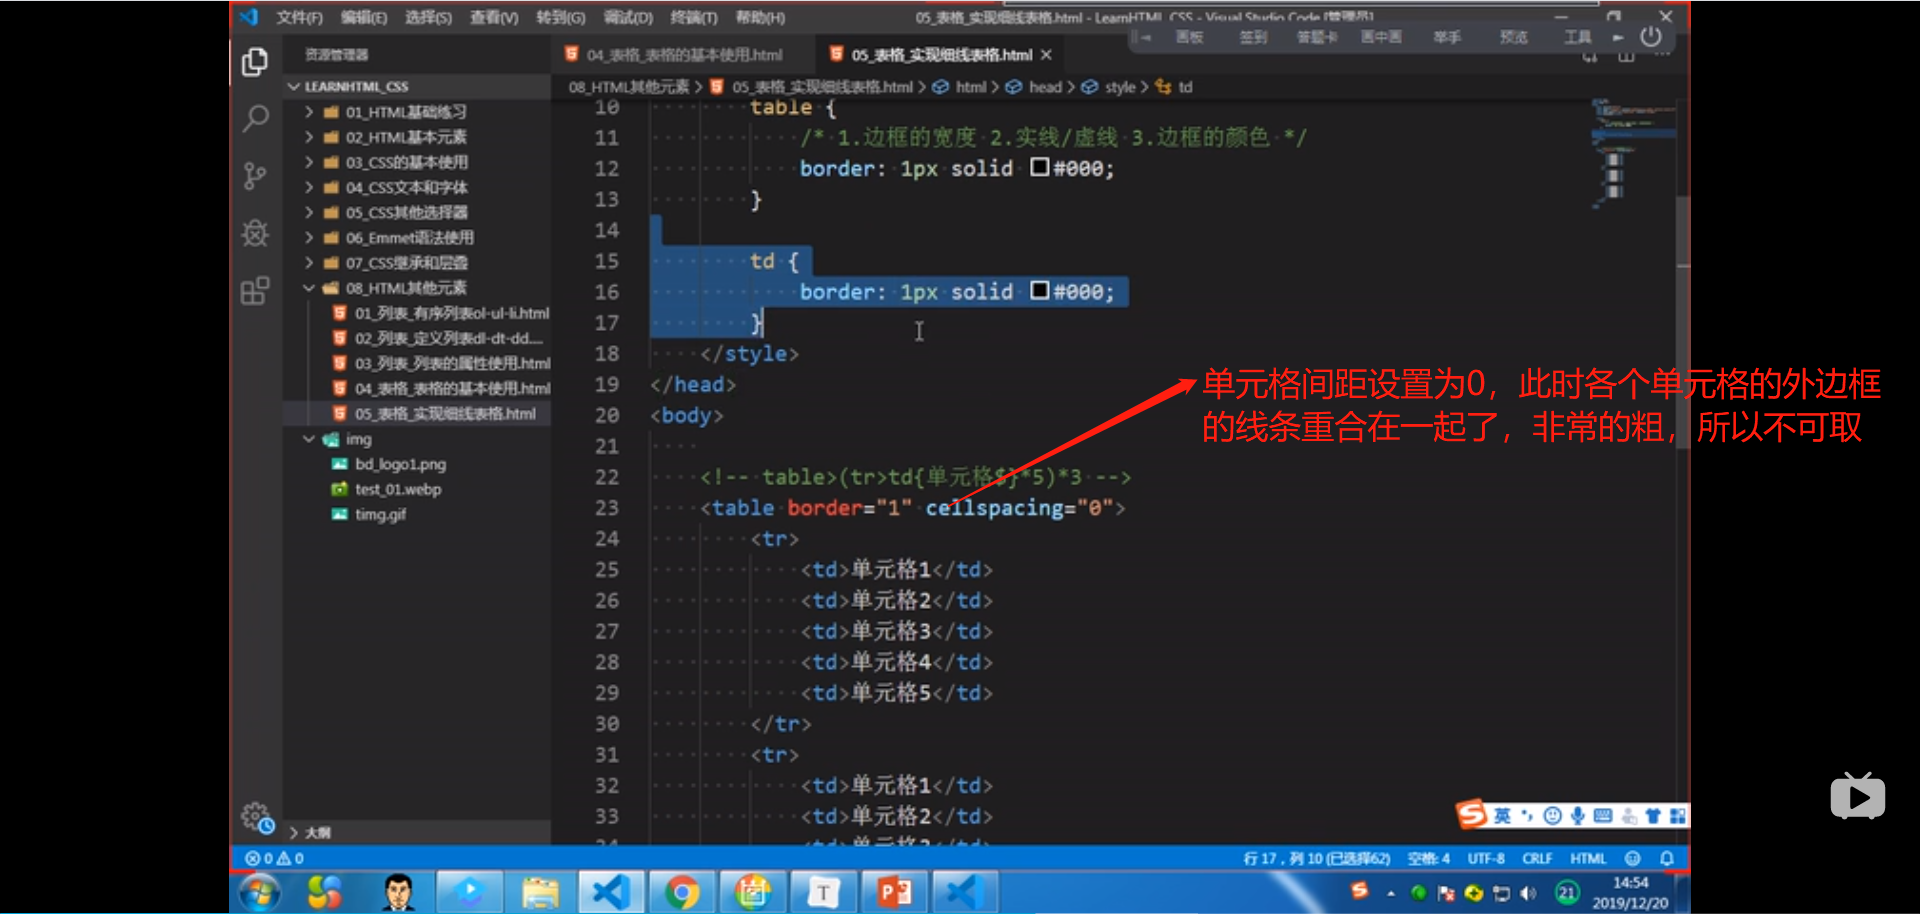 文件(F) 编辑(E) 选择(S) 查看(V) 转到(G) 调试(D) 终端(T) 帮助(H) 05_表格_实现细线表格.html - LearnHTML_CSS - Visual Studio Code [管理员]
画板 签到 答题卡 画中画 举手 预览 工具
资源管理器
04_表格_表格的基本使用.html 05_表格_实现细线表格.html
LEARNHTML_CSS
01_HTML基础练习
02_HTML基本元素
03_CSS的基本使用
04_CSS文本和字体
05_CSS其他选择器
06_Emmet语法使用
07_CSS继承和层叠
08_HTML其他元素
01_列表_有序列表ol-ul-li.html
02_列表_定义列表dl-dt-dd....
03_列表_列表的属性使用.html
04_表格_表格的基本使用.html
05_表格_实现细线表格.html
img
bd_logo1.png
test_01.webp
timg.gif
大纲
08_HTML其他元素 > 05_表格_实现细线表格.html > html > head > style > td
10 table {
11 /* 1.边框的宽度 2.实线/虚线 3.边框的颜色 */
12 border: 1px solid #000;
13 }
14
15 td {
16 border: 1px solid #000;
17 }
18 </style>
19 </head>
20 <body>
21
22 <!-- table>(tr>td{单元格$}*5)*3 -->
23 <table border="1" cellspacing="0">
24 <tr>
25 <td>单元格1</td>
26 <td>单元格2</td>
27 <td>单元格3</td>
28 <td>单元格4</td>
29 <td>单元格5</td>
30 </tr>
31 <tr>
32 <td>单元格1</td>
33 <td>单元格2</td>
34 <td>单元格3</td>
单元格间距设置为0，此时各个单元格的外边框
的线条重合在一起了，非常的粗，所以不可取
英
0 0 行 17，列 10 (已选择62) 空格: 4 UTF-8 CRLF HTML
T P 21 14:54
2019/12/20